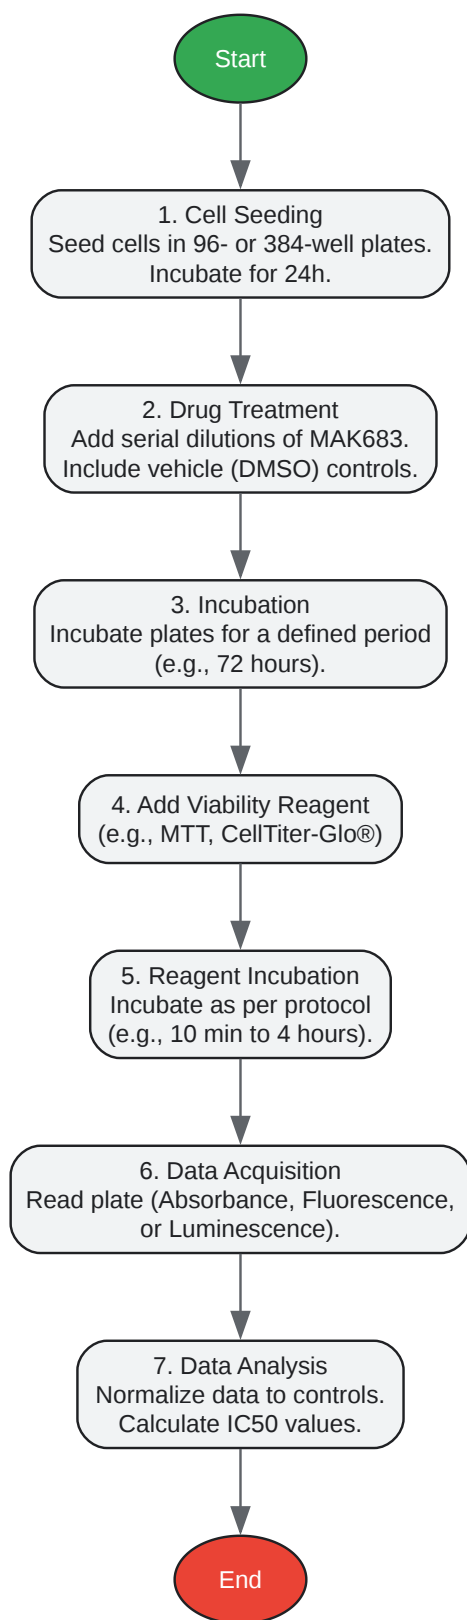 Start
1. Cell Seeding
Seed cells in 96- or 384-well plates.
Incubate for 24h.
2. Drug Treatment
Add serial dilutions of MAK683.
Include vehicle (DMSO) controls.
3. Incubation
Incubate plates for a defined period
(e.g., 72 hours).
4. Add Viability Reagent
(e.g., MTT, CellTiter-Glo®)
5. Reagent Incubation
Incubate as per protocol
(e.g., 10 min to 4 hours).
6. Data Acquisition
Read plate (Absorbance, Fluorescence,
or Luminescence).
7. Data Analysis
Normalize data to controls.
Calculate IC50 values.
End